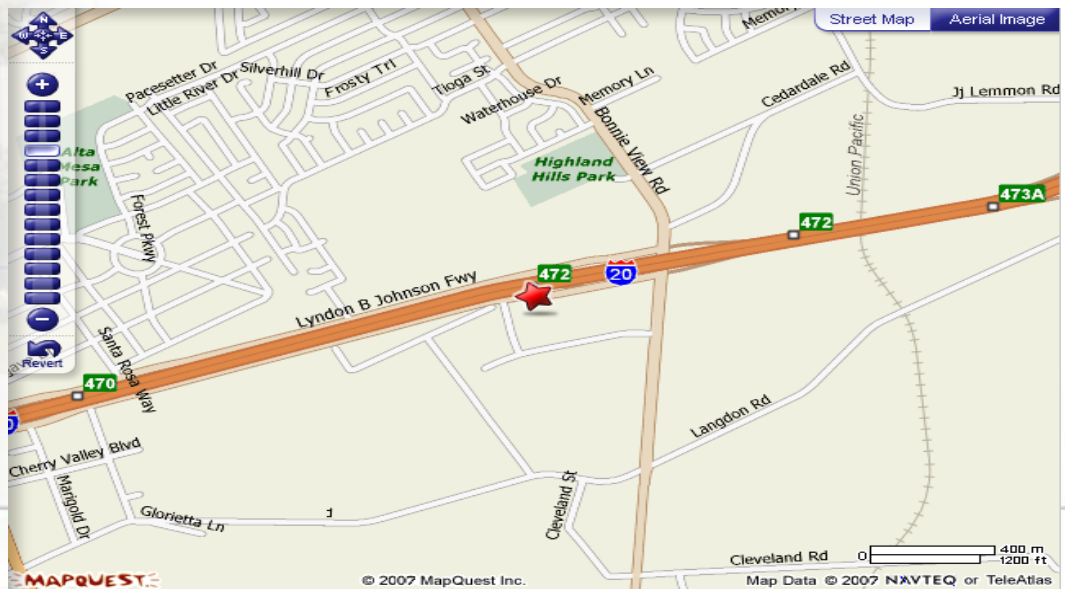 N
W E
S
Street Map Aerial Image
Memory
Pacesetter Dr
Silverhill Dr
Frosty Trl
Tioga St
Little River Dr
Waterhouse Dr
Memory Ln
Cedardale Rd
Jj Lemmon Rd
Bonnie View Rd
Union Pacific
Alta
Mesa
Park
Highland
Hills Park
Forest Pkwy
473A
472
472
20
Lyndon B Johnson Fwy
Santa Rosa Way
Revert
470
Langdon Rd
Cherry Valley Blvd
Marigold Dr
Glorietta Ln
Cleveland St
Cleveland Rd
0 400 m
1200 ft
MAPQUEST
© 2007 MapQuest Inc.
Map Data © 2007 NAVTEQ or TeleAtlas